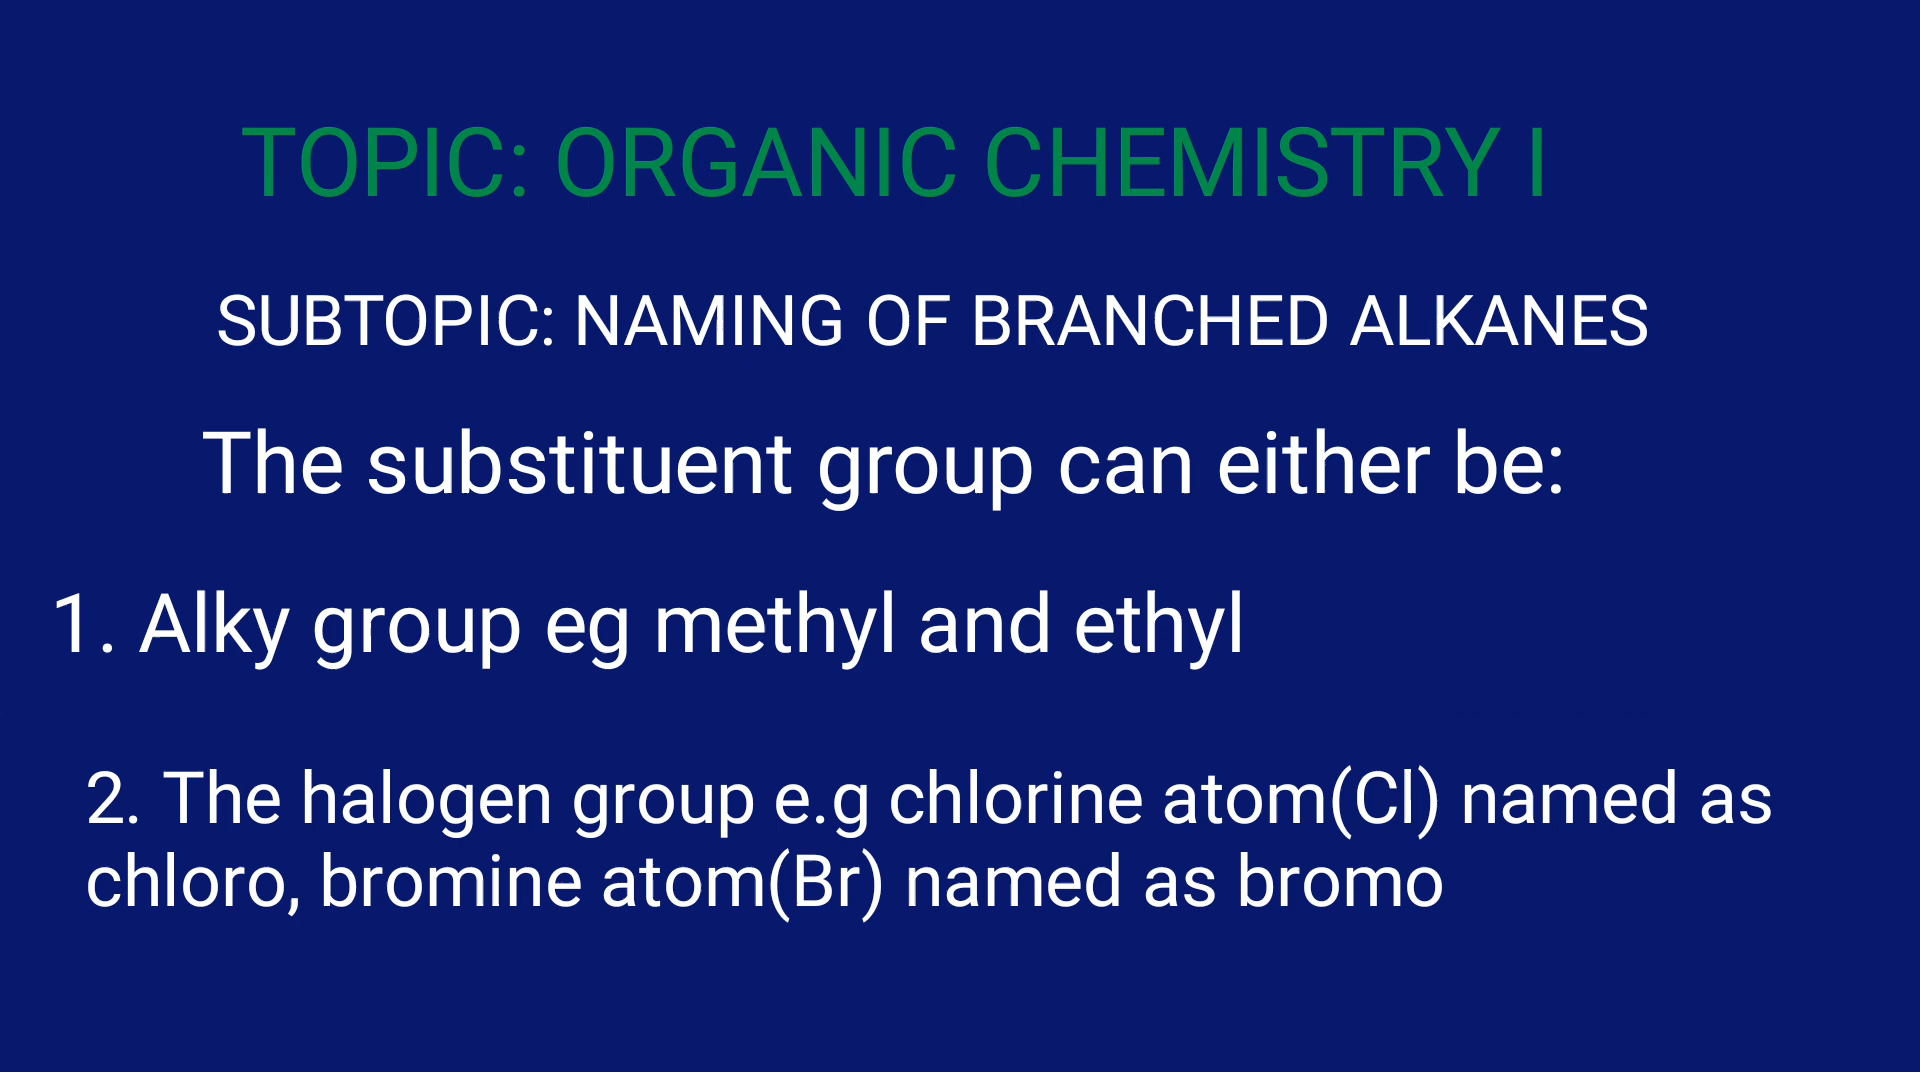 TOPIC: ORGANIC CHEMISTRY I
SUBTOPIC: NAMING OF BRANCHED ALKANES
The substituent group can either be:
1. Alky group eg methyl and ethyl
2. The halogen group e.g chlorine atom(Cl) named as
chloro, bromine atom(Br) named as bromo